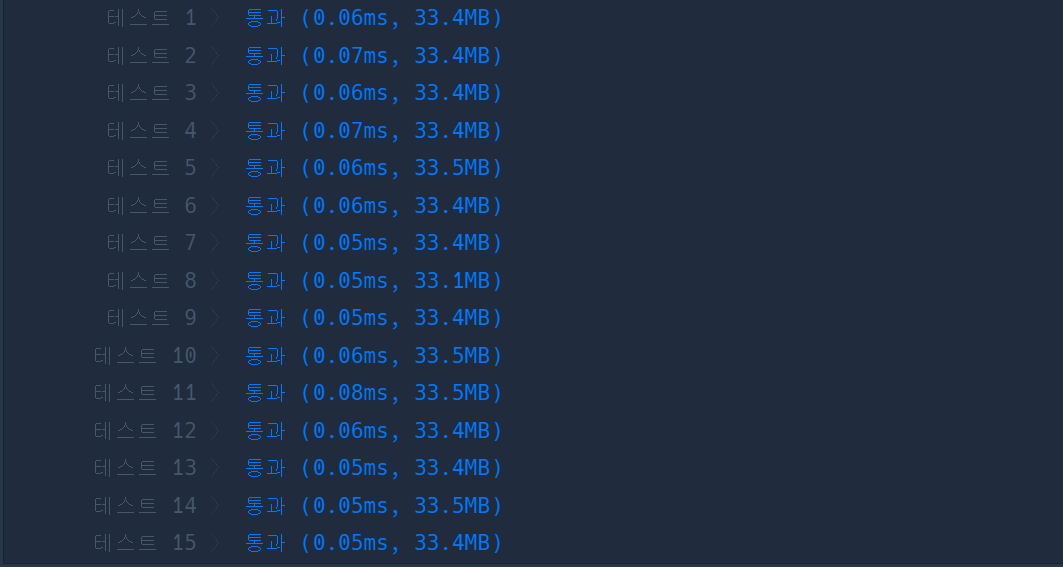 테스트 1 〉 통과 (0.06ms, 33.4MB)
테스트 2 〉 통과 (0.07ms, 33.4MB)
테스트 3 〉 통과 (0.06ms, 33.4MB)
테스트 4 〉 통과 (0.07ms, 33.4MB)
테스트 5 〉 통과 (0.06ms, 33.5MB)
테스트 6 〉 통과 (0.06ms, 33.4MB)
테스트 7 〉 통과 (0.05ms, 33.4MB)
테스트 8 〉 통과 (0.05ms, 33.1MB)
테스트 9 〉 통과 (0.05ms, 33.4MB)
테스트 10 〉 통과 (0.06ms, 33.5MB)
테스트 11 〉 통과 (0.08ms, 33.5MB)
테스트 12 〉 통과 (0.06ms, 33.4MB)
테스트 13 〉 통과 (0.05ms, 33.4MB)
테스트 14 〉 통과 (0.05ms, 33.5MB)
테스트 15 〉 통과 (0.05ms, 33.4MB)